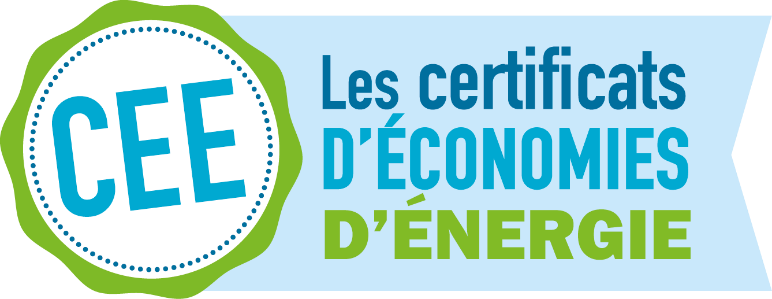 CEE
Les certificats
D'ÉCONOMIES
D'ÉNERGIE